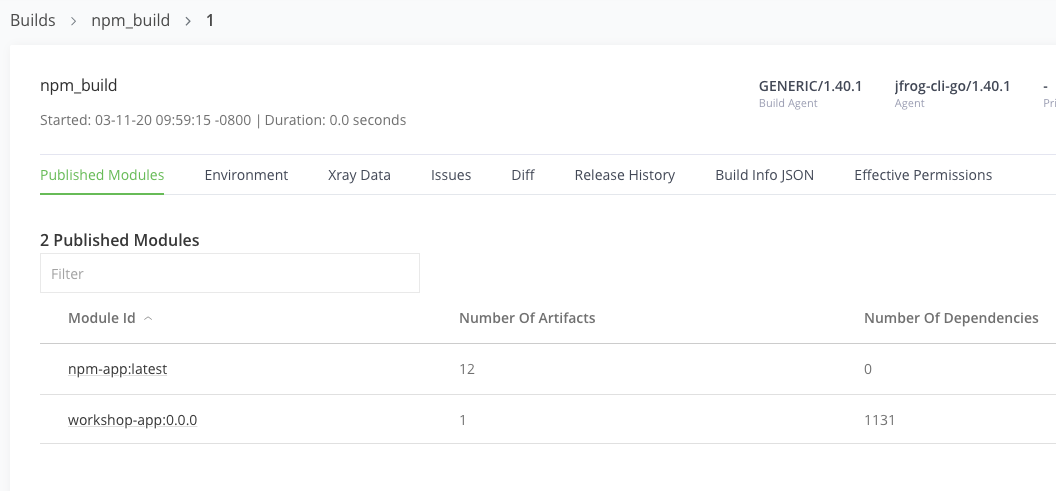 Builds > npm_build > 1
npm_build
GENERIC/1.40.1 jfrog-cli-go/1.40.1 -
Build Agent Agent Pri
Started: 03-11-20 09:59:15 -0800 | Duration: 0.0 seconds
Published Modules Environment Xray Data Issues Diff Release History Build Info JSON Effective Permissions
2 Published Modules
Filter
Module Id Number Of Artifacts Number Of Dependencies
npm-app:latest 12 0
workshop-app:0.0.0 1 1131